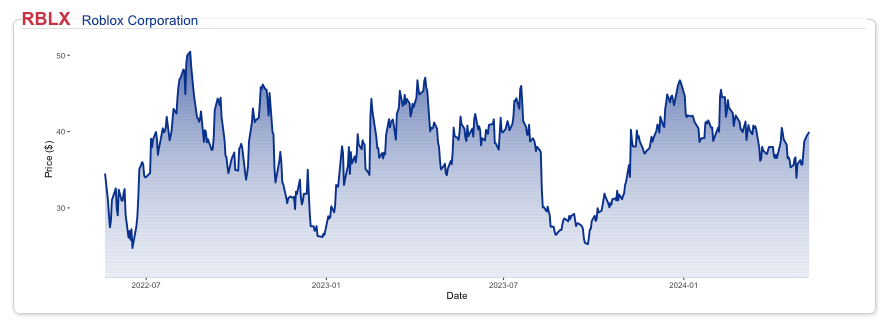 RBLX Roblox Corporation
50
40
30
Price ($)
2022-07 2023-01 2023-07 2024-01
Date